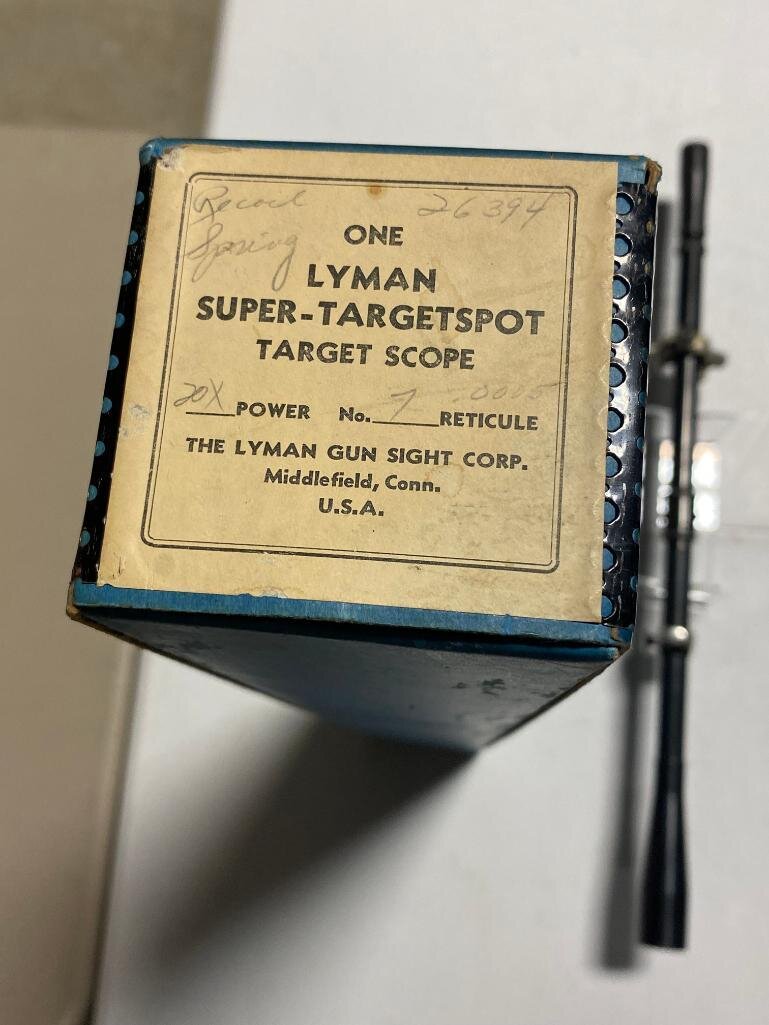 Recoil 26394
Spring
ONE
LYMAN
SUPER-TARGETSPOT
TARGET SCOPE
20X POWER No. 7 .0005 RETICULE
THE LYMAN GUN SIGHT CORP.
Middlefield, Conn.
U.S.A.